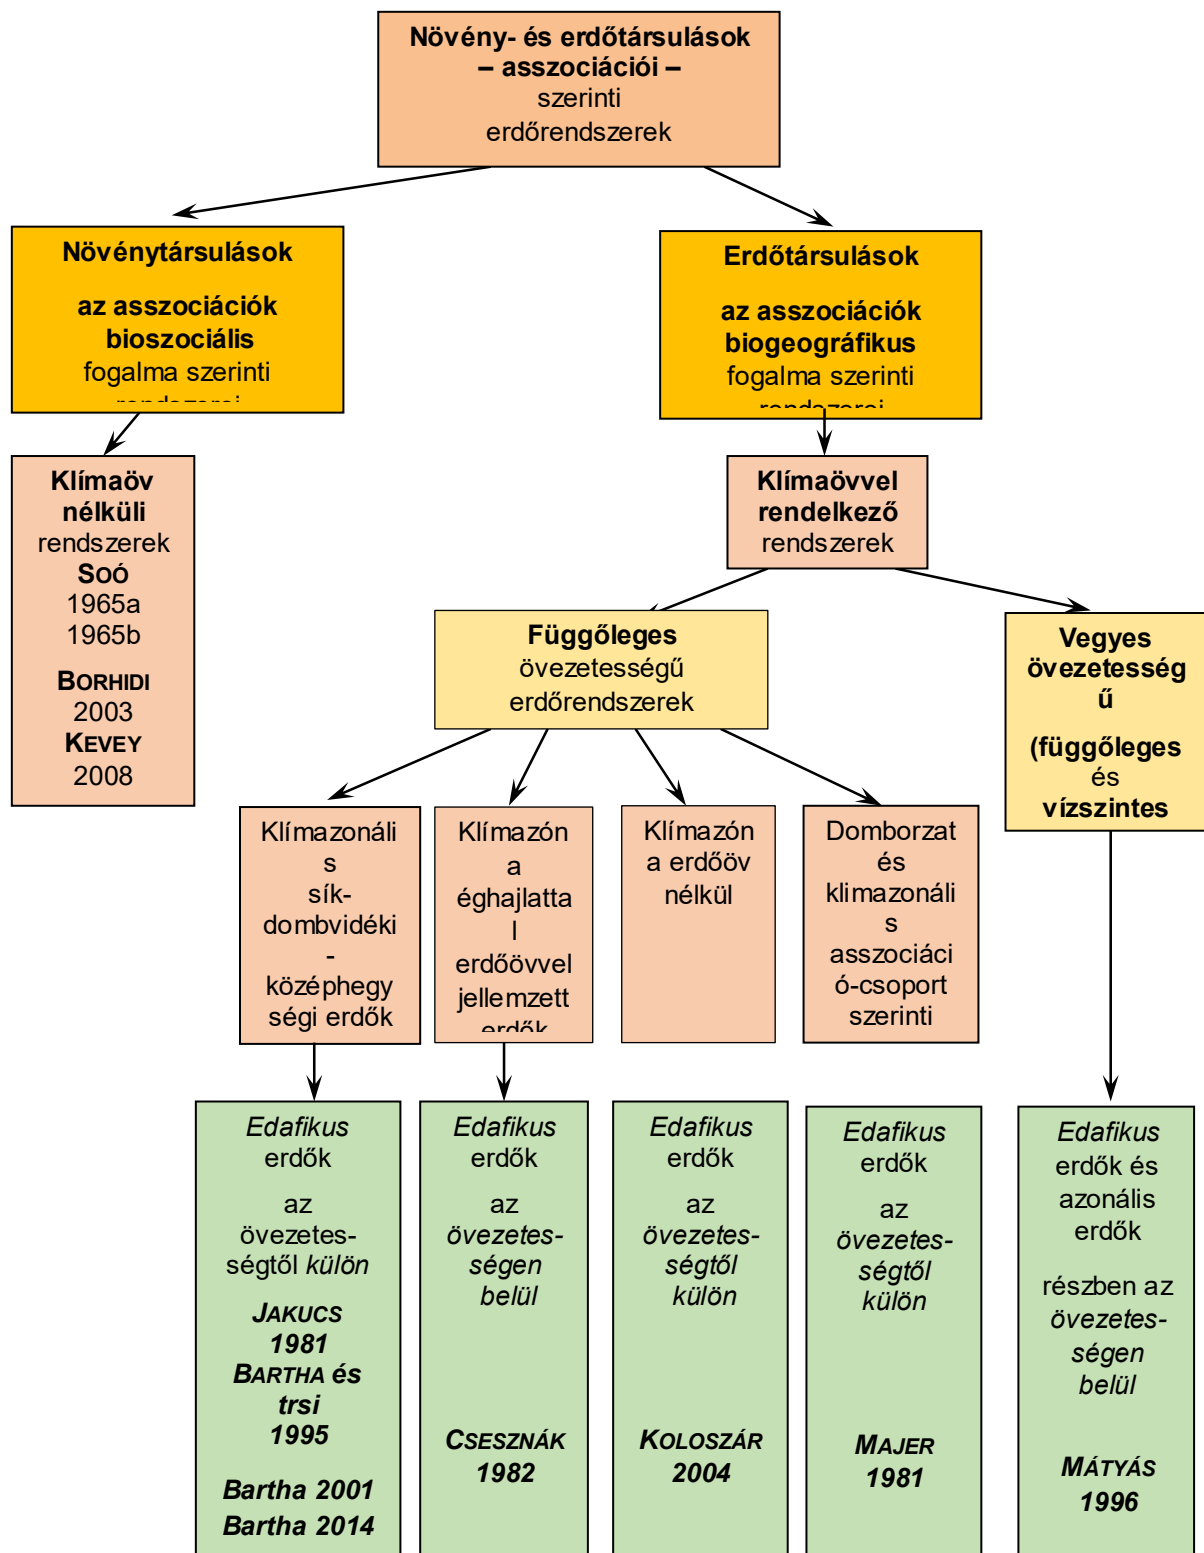 Növény- és erdőtársulások
– asszociációi –
szerinti
erdőrendszerek
Növénytársulások
az asszociációk
bioszociális
fogalma szerinti
rendszerei
Erdőtársulások
az asszociációk
biogeográfikus
fogalma szerinti
rendszerei
Klímaöv
nélküli
rendszerek
SOÓ
1965a
1965b
BORHIDI
2003
KEVEY
2008
Klímaövvel
rendelkező
rendszerek
Függőleges
övezetességű
erdőrendszerek
Vegyes
övezetesség
ű
(függőleges
és
vízszintes
Klímazonáli
s
sík-
dombvidéki
-
középhegy
ségi erdők
Klímazón
a
éghajlatta
l
erdőövvel
jellemzett
erdők
Klímazón
a erdőöv
nélkül
Domborzat
és
klimazonáli
s
asszociáci
ó-csoport
szerinti
Edafikus
erdők
az
övezetes-
ségtől külön
JAKUCS
1981
BARTHA és
trsi
1995
Bartha 2001
Bartha 2014
Edafikus
erdők
az
övezetes-
ségen
belül
CSESZNÁK
1982
Edafikus
erdők
az
övezetes-
ségtől
külön
KOLOSZÁR
2004
Edafikus
erdők
az
övezetes-
ségtől
külön
MAJER
1981
Edafikus
erdők és
azonális
erdők
részben az
övezetes-
ségen
belül
MÁTYÁS
1996